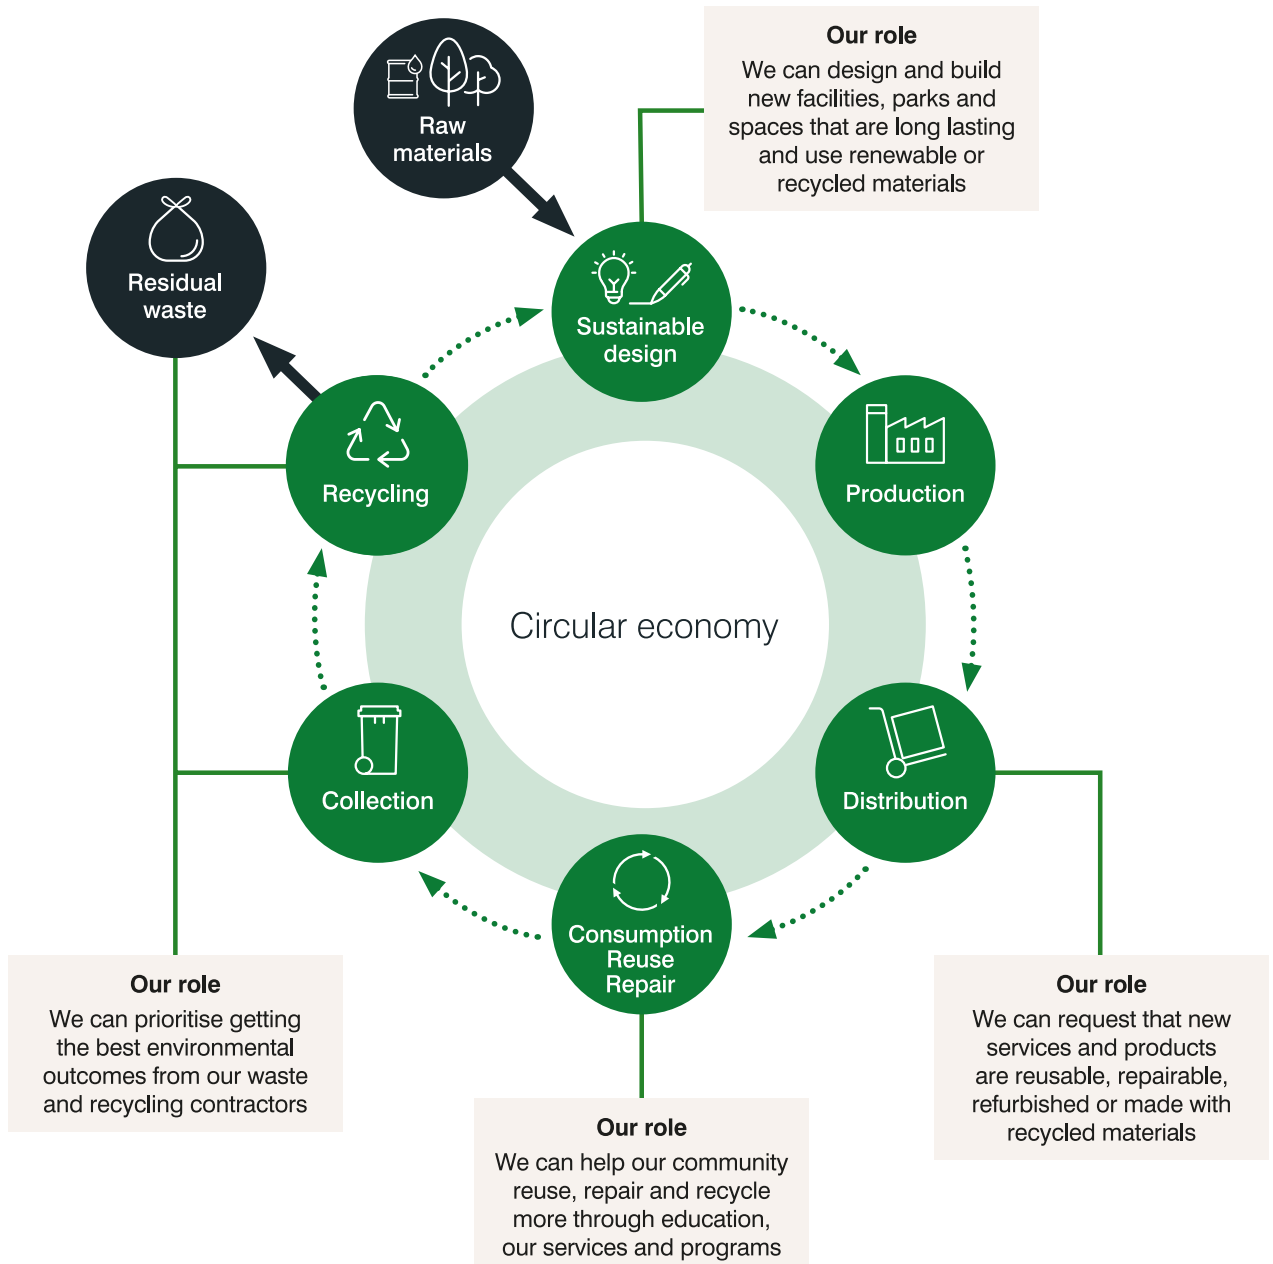 Raw
materials
Our role
We can design and build
new facilities, parks and
spaces that are long lasting
and use renewable or
recycled materials
Residual
waste
Sustainable
design
Recycling
Production
Circular economy
Collection
Distribution
Consumption
Reuse
Repair
Our role
We can prioritise getting
the best environmental
outcomes from our waste
and recycling contractors
Our role
We can request that new
services and products
are reusable, repairable,
refurbished or made with
recycled materials
Our role
We can help our community
reuse, repair and recycle
more through education,
our services and programs